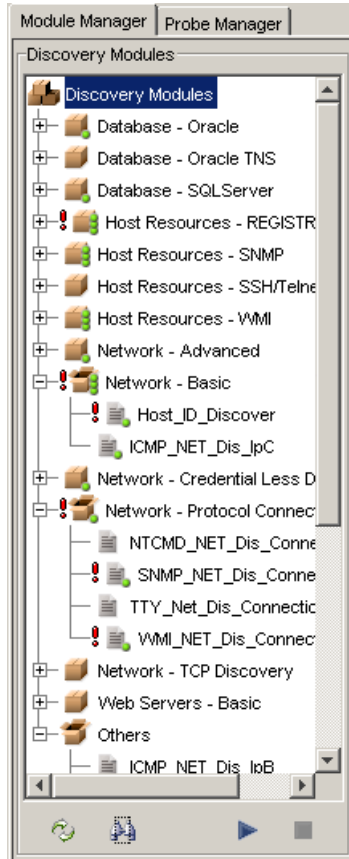 Module Manager Probe Manager
Discovery Modules
Discovery Modules
Database - Oracle
Database - Oracle TNS
Database - SQLServer
Host Resources - REGISTR
Host Resources - SNMP
Host Resources - SSH/Telne
Host Resources - WMI
Network - Advanced
Network - Basic
Host_ID_Discover
ICMP_NET_Dis_IpC
Network - Credential Less D
Network - Protocol Connec
NTCMD_NET_Dis_Conne
SNMP_NET_Dis_Conne
TTY_Net_Dis_Connectic
WMI_NET_Dis_Connec
Network - TCP Discovery
Web Servers - Basic
Others
ICMP_NET_Dis_IpB